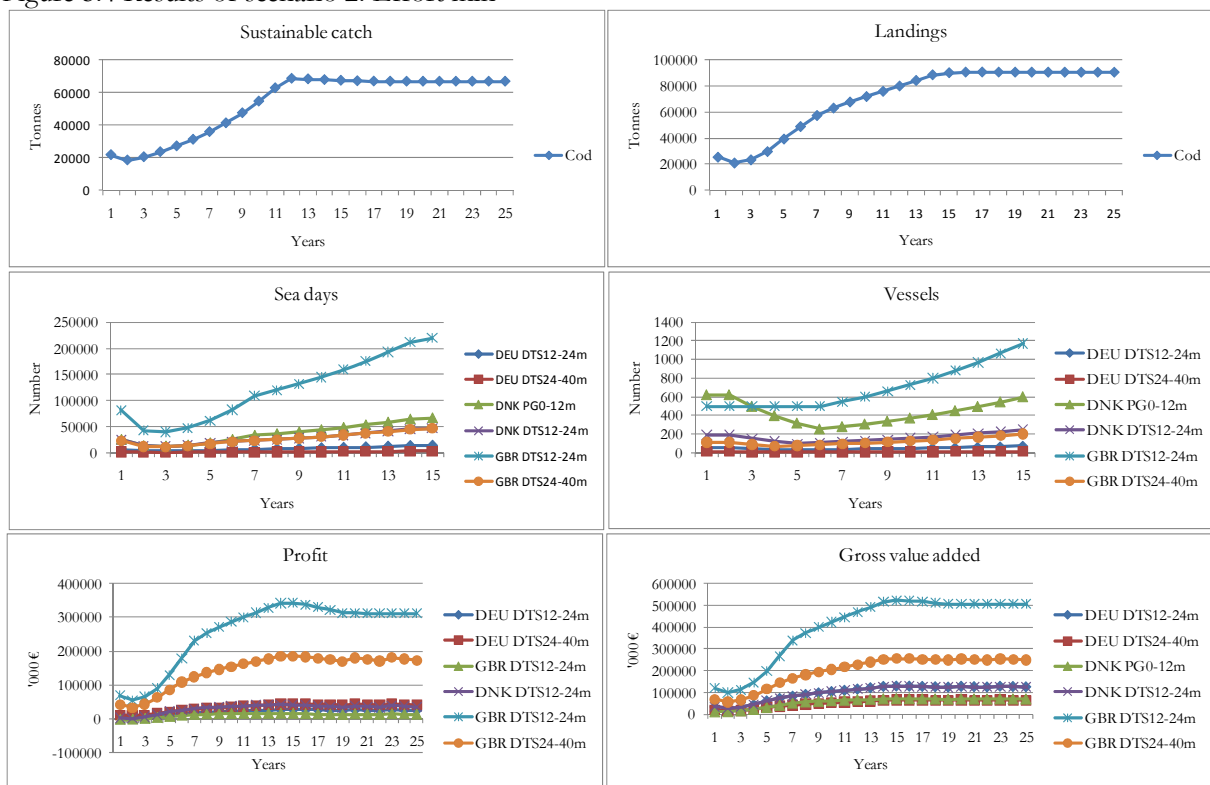 Figure Results of scenario 2: Effort min
Sustainable catch
Tonnes
80000
60000
40000
20000
0
1 3 5 7 9 11 13 15 17 19 21 23 25
Years
Cod
Landings
Tonnes
100000
80000
60000
40000
20000
0
1 3 5 7 9 11 13 15 17 19 21 23 25
Years
Cod
Sea days
Number
250000
200000
150000
100000
50000
0
1 3 5 7 9 11 13 15
Years
DEU DTS12-24m
DEU DTS24-40m
DNK PG0-12m
DNK DTS12-24m
GBR DTS12-24m
GBR DTS24-40m
Vessels
Number
1400
1200
1000
800
600
400
200
0
1 3 5 7 9 11 13 15
Years
DEU DTS12-24m
DEU DTS24-40m
DNK PG0-12m
DNK DTS12-24m
GBR DTS12-24m
GBR DTS24-40m
Profit
'000 €
400000
300000
200000
100000
0
-100000
1 3 5 7 9 11 13 15 17 19 21 23 25
Years
DEU DTS12-24m
DEU DTS24-40m
GBR DTS12-24m
DNK DTS12-24m
GBR DTS12-24m
GBR DTS24-40m
Gross value added
'000 €
600000
500000
400000
300000
200000
100000
0
1 3 5 7 9 11 13 15 17 19 21 23 25
Years
DEU DTS12-24m
DEU DTS24-40m
DNK PG0-12m
DNK DTS12-24m
GBR DTS12-24m
GBR DTS24-40m